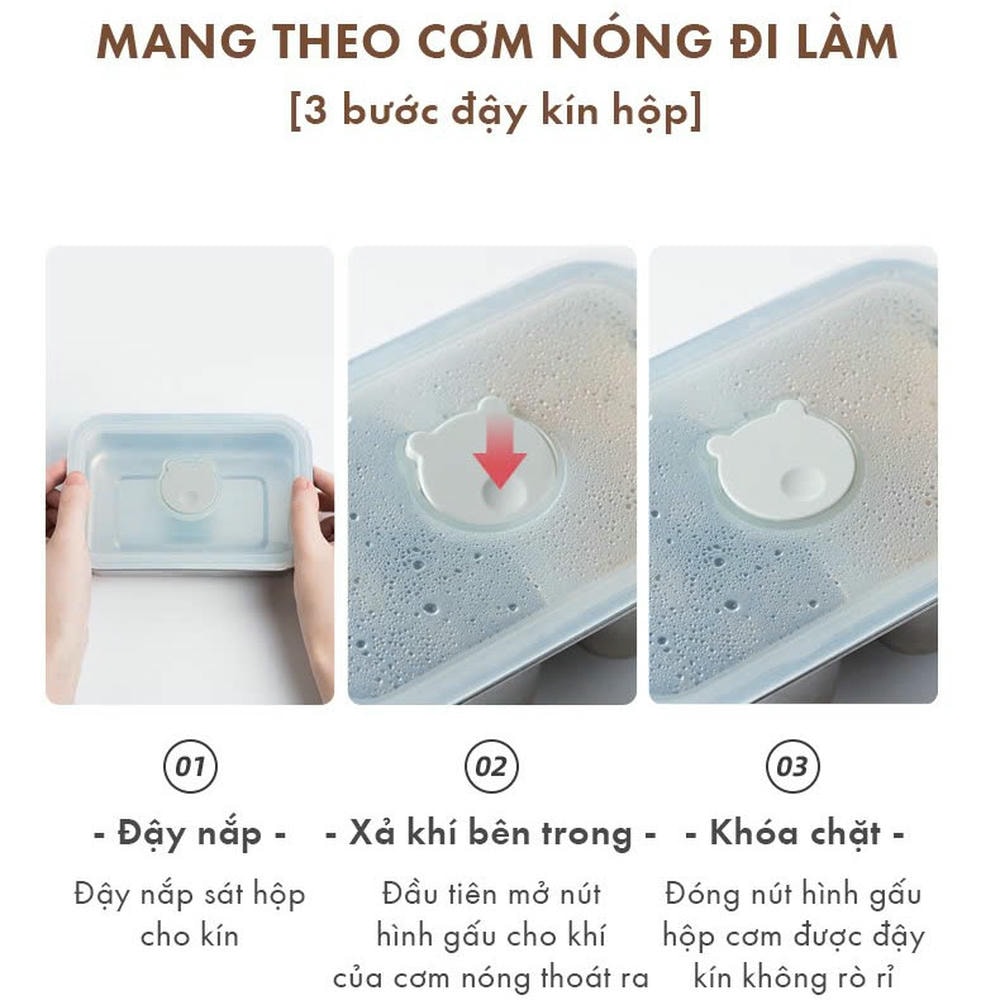 MANG THEO CƠM NÓNG ĐI LÀM
[3 bước đậy kín hộp]
01
- Đậy nắp -
Đậy nắp sát hộp
cho kín
02
- Xả khí bên trong -
Đầu tiên mở nút
hình gấu cho khí
của cơm nóng thoát ra
03
- Khóa chặt -
Đóng nút hình gấu
hộp cơm được đậy
kín không rò rỉ